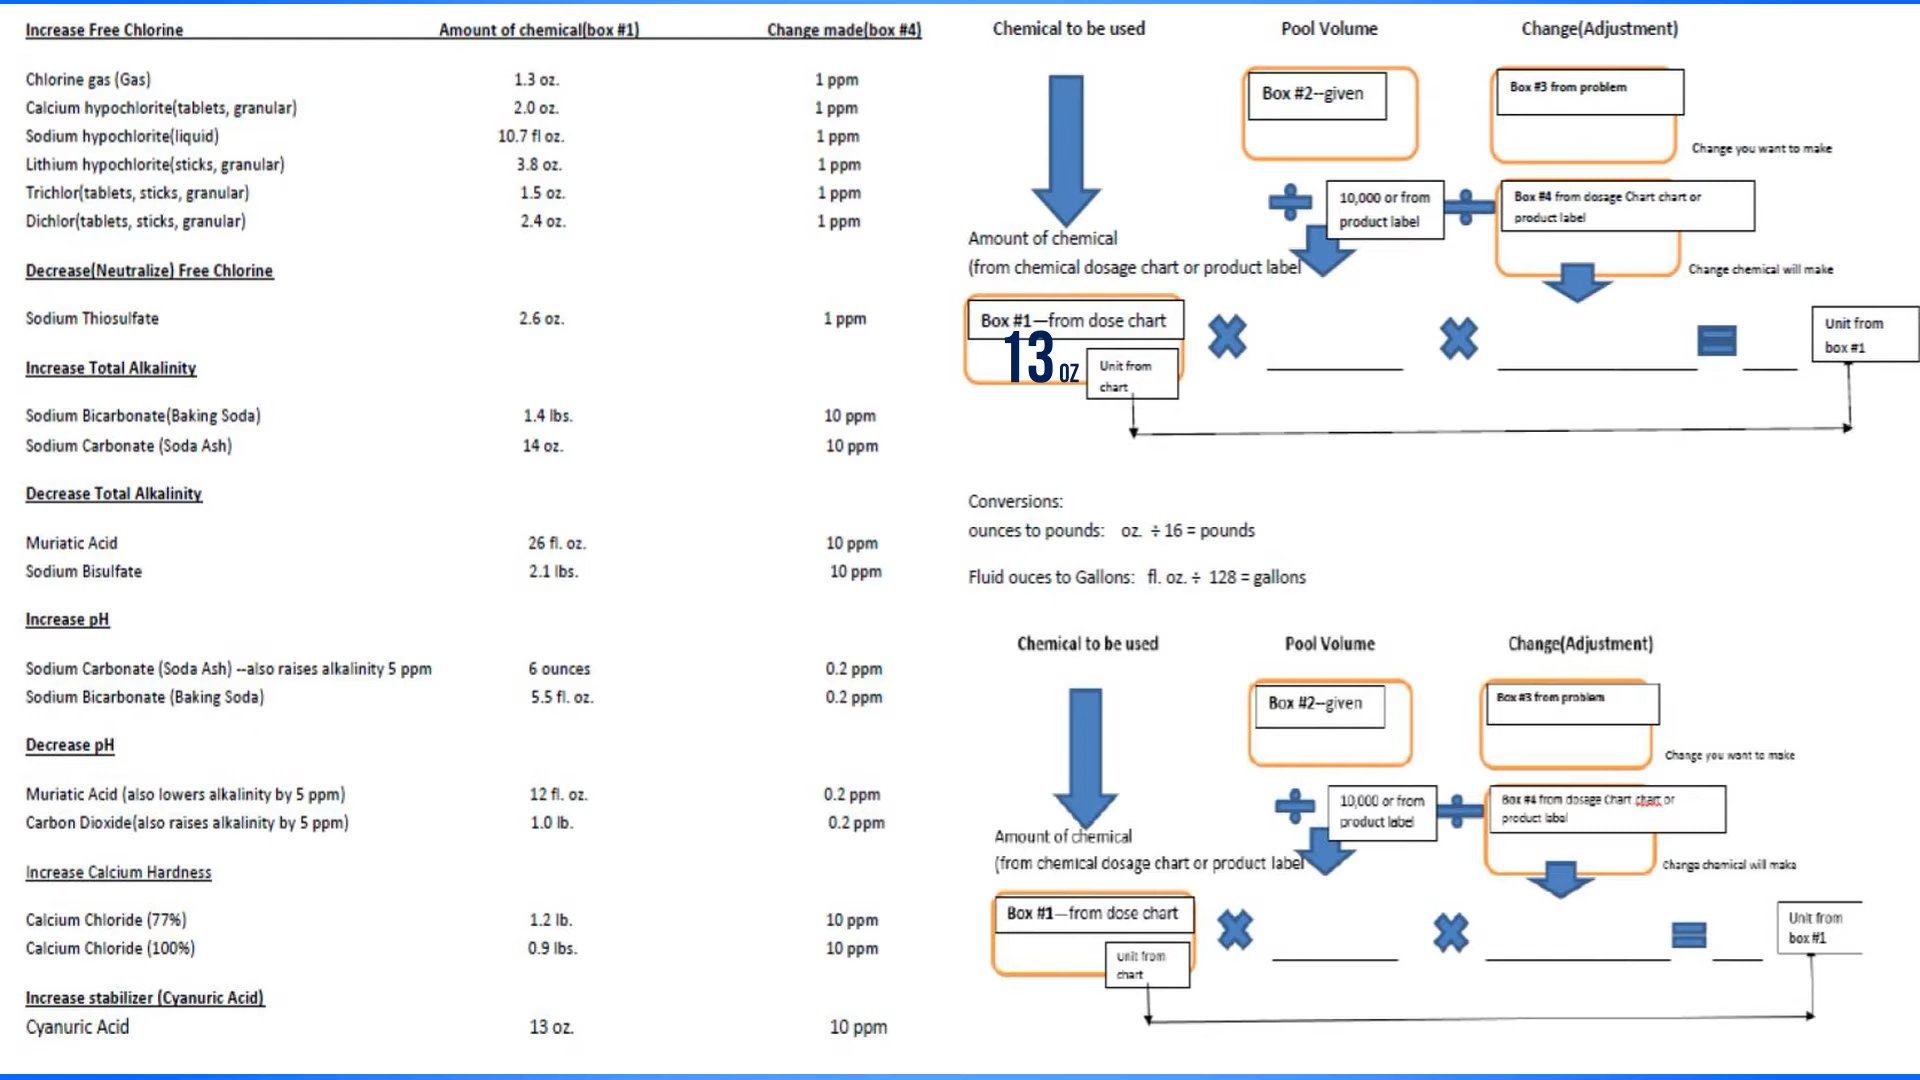 Increase Free Chlorine Amount of chemical(box #1) Change made(box #4)
Chlorine gas (Gas) 1.3 oz. 1 ppm
Calcium hypochlorite(tablets, granular) 2.0 oz. 1 ppm
Sodium hypochlorite(liquid) 10.7 fl oz. 1 ppm
Lithium hypochlorite(sticks, granular) 3.8 oz. 1 ppm
Trichlor(tablets, sticks, granular) 1.5 oz. 1 ppm
Dichlor(tablets, sticks, granular) 2.4 oz. 1 ppm
Decrease(Neutralize) Free Chlorine
Sodium Thiosulfate 2.6 oz. 1 ppm
Increase Total Alkalinity
Sodium Bicarbonate(Baking Soda) 1.4 lbs. 10 ppm
Sodium Carbonate (Soda Ash) 14 oz. 10 ppm
Decrease Total Alkalinity
Muriatic Acid 26 fl. oz. 10 ppm
Sodium Bisulfate 2.1 lbs. 10 ppm
Increase pH
Sodium Carbonate (Soda Ash) --also raises alkalinity 5 ppm 6 ounces 0.2 ppm
Sodium Bicarbonate (Baking Soda) 5.5 fl. oz. 0.2 ppm
Decrease pH
Muriatic Acid (also lowers alkalinity by 5 ppm) 12 fl. oz. 0.2 ppm
Carbon Dioxide(also raises alkalinity by 5 ppm) 1.0 lb. 0.2 ppm
Increase Calcium Hardness
Calcium Chloride (77%) 1.2 lb. 10 ppm
Calcium Chloride (100%) 0.9 lbs. 10 ppm
Increase stabilizer (Cyanuric Acid)
Cyanuric Acid 13 oz. 10 ppm
Chemical to be used Pool Volume Change(Adjustment)
Box #2--given
Box #3 from problem
Change you want to make
10,000 or from
product label
Box #4 from dosage Chart chart or
product label
Amount of chemical
(from chemical dosage chart or product label
Change chemical will make
Box #1—from dose chart
13 oz
Unit from
chart
Unit from
box #1
Conversions:
ounces to pounds: oz. ÷ 16 = pounds
Fluid ouces to Gallons: fl. oz. ÷ 128 = gallons
Chemical to be used Pool Volume Change(Adjustment)
Box #2--given
Box #3 from problem
Change you want to make
10,000 or from
product label
Box #4 from dosage Chart chart or
product label
Amount of chemical
(from chemical dosage chart or product label
Change chemical will make
Box #1—from dose chart
Unit from
chart
Unit from
box #1